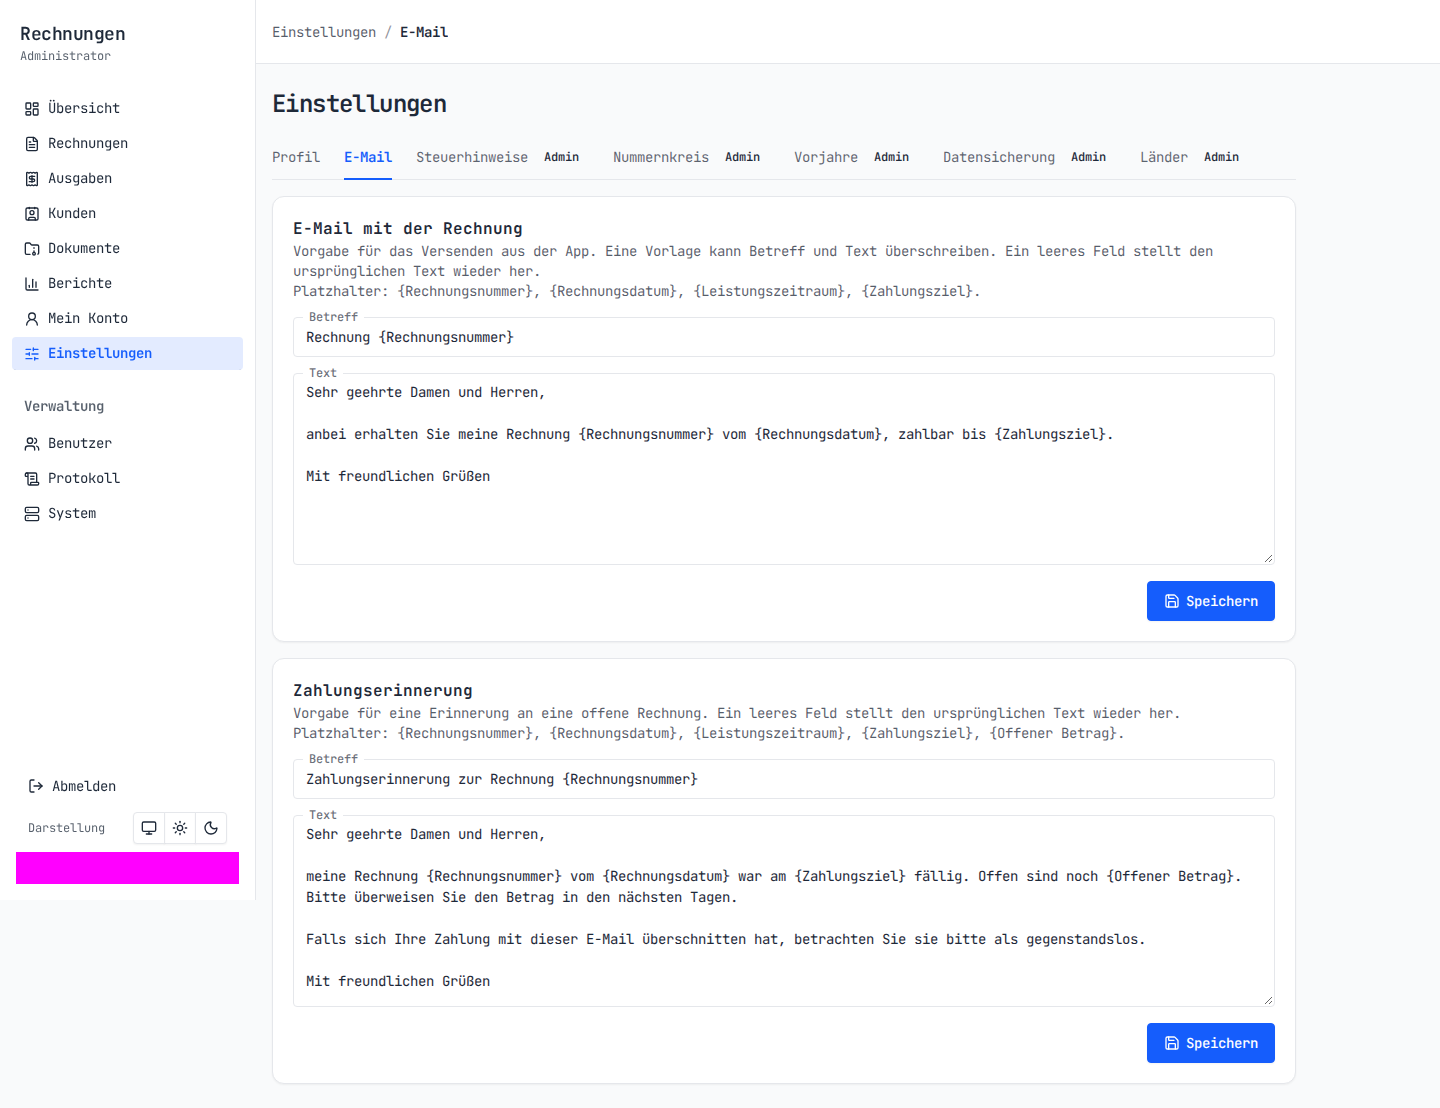 Rechnungen
Administrator
Übersicht
Rechnungen
Ausgaben
Kunden
Dokumente
Berichte
Mein Konto
Einstellungen
Verwaltung
Benutzer
Protokoll
System
Abmelden
Darstellung
Einstellungen / E-Mail
Einstellungen
Profil E-Mail Steuerhinweise Admin Nummernkreis Admin Vorjahre Admin Datensicherung Admin Länder Admin
E-Mail mit der Rechnung
Vorgabe für das Versenden aus der App. Eine Vorlage kann Betreff und Text überschreiben. Ein leeres Feld stellt den
ursprünglichen Text wieder her.
Platzhalter: {Rechnungsnummer}, {Rechnungsdatum}, {Leistungszeitraum}, {Zahlungsziel}.
Betreff
Rechnung {Rechnungsnummer}
Text
Sehr geehrte Damen und Herren,
anbei erhalten Sie meine Rechnung {Rechnungsnummer} vom {Rechnungsdatum}, zahlbar bis {Zahlungsziel}.
Mit freundlichen Grüßen
Speichern
Zahlungserinnerung
Vorgabe für eine Erinnerung an eine offene Rechnung. Ein leeres Feld stellt den ursprünglichen Text wieder her.
Platzhalter: {Rechnungsnummer}, {Rechnungsdatum}, {Leistungszeitraum}, {Zahlungsziel}, {Offener Betrag}.
Betreff
Zahlungserinnerung zur Rechnung {Rechnungsnummer}
Text
Sehr geehrte Damen und Herren,
meine Rechnung {Rechnungsnummer} vom {Rechnungsdatum} war am {Zahlungsziel} fällig. Offen sind noch {Offener Betrag}.
Bitte überweisen Sie den Betrag in den nächsten Tagen.
Falls sich Ihre Zahlung mit dieser E-Mail überschnitten hat, betrachten Sie sie bitte als gegenstandslos.
Mit freundlichen Grüßen
Speichern